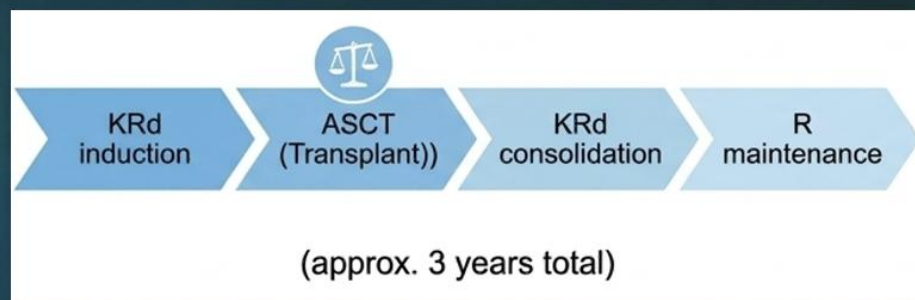 KRd
induction
ASCT
(Transplant))
KRd
consolidation
R
maintenance
(approx. 3 years total)